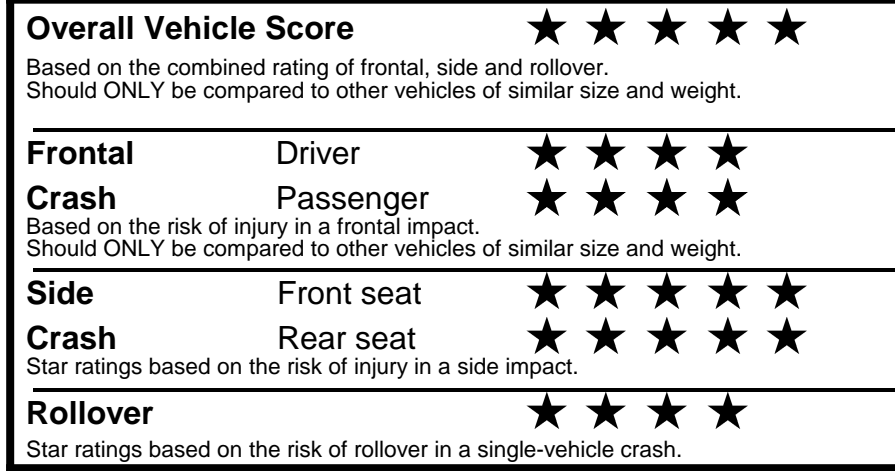 Overall Vehicle Score ★ ★ ★ ★ ★
Based on the combined rating of frontal, side and rollover.
Should ONLY be compared to other vehicles of similar size and weight.
Frontal Driver ★ ★ ★ ★
Crash Passenger ★ ★ ★ ★
Based on the risk of injury in a frontal impact.
Should ONLY be compared to other vehicles of similar size and weight.
Side Front seat ★ ★ ★ ★ ★
Crash Rear seat ★ ★ ★ ★ ★
Star ratings based on the risk of injury in a side impact.
Rollover ★ ★ ★ ★
Star ratings based on the risk of rollover in a single-vehicle crash.